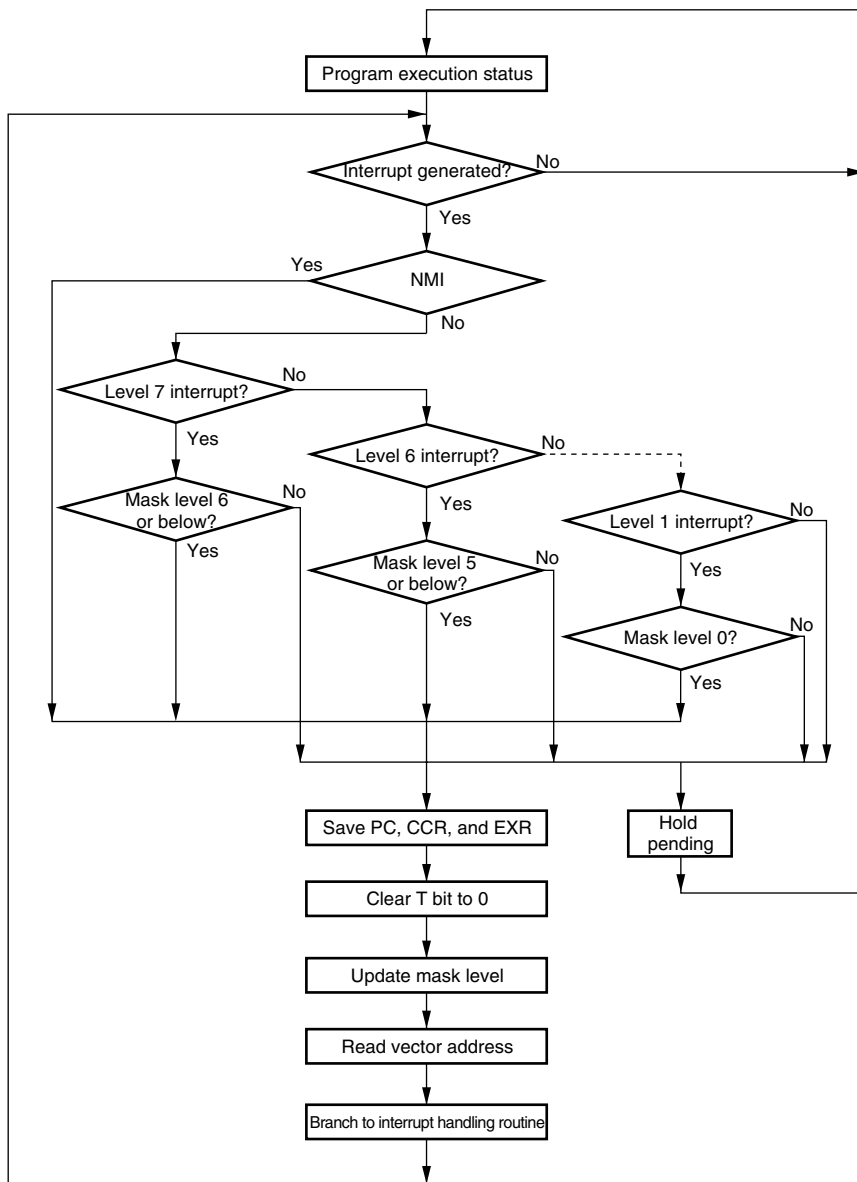 Program execution status
Interrupt generated?
No
Yes
Yes
NMI
No
Level 7 interrupt?
No
Yes
Level 6 interrupt?
No
Mask level 6
or below?
No
Yes
Level 1 interrupt?
No
Yes
Mask level 5
or below?
No
Yes
Yes
Mask level 0?
No
Yes
Save PC, CCR, and EXR
Hold
pending
Clear T bit to 0
Update mask level
Read vector address
Branch to interrupt handling routine